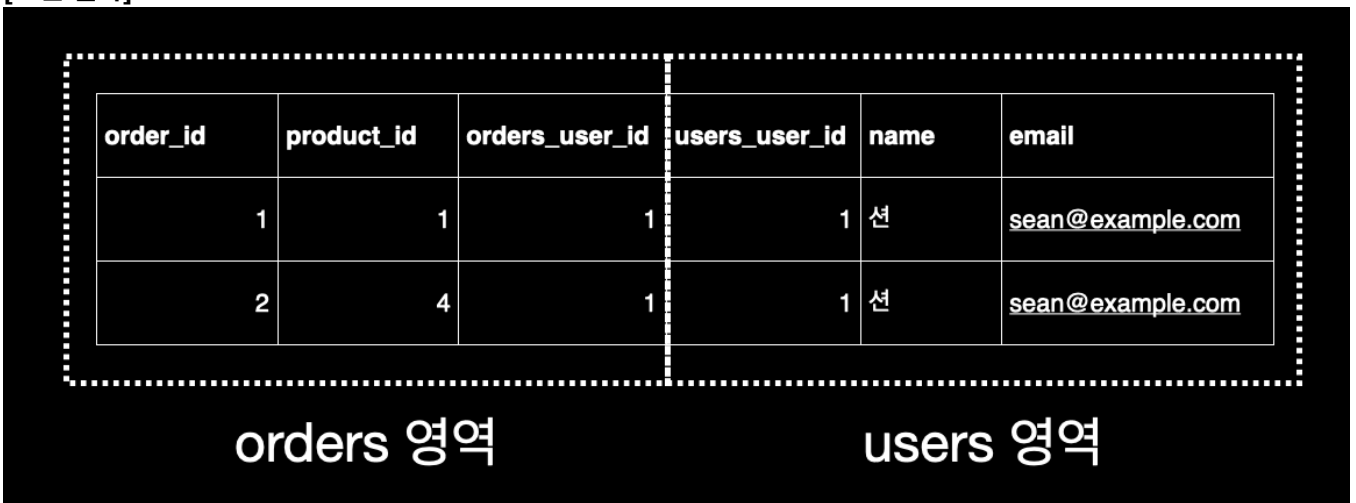 order_id product_id orders_user_id users_user_id name email
1 1 1 1 션 sean@example.com
2 4 1 1 션 sean@example.com
orders 영역 users 영역